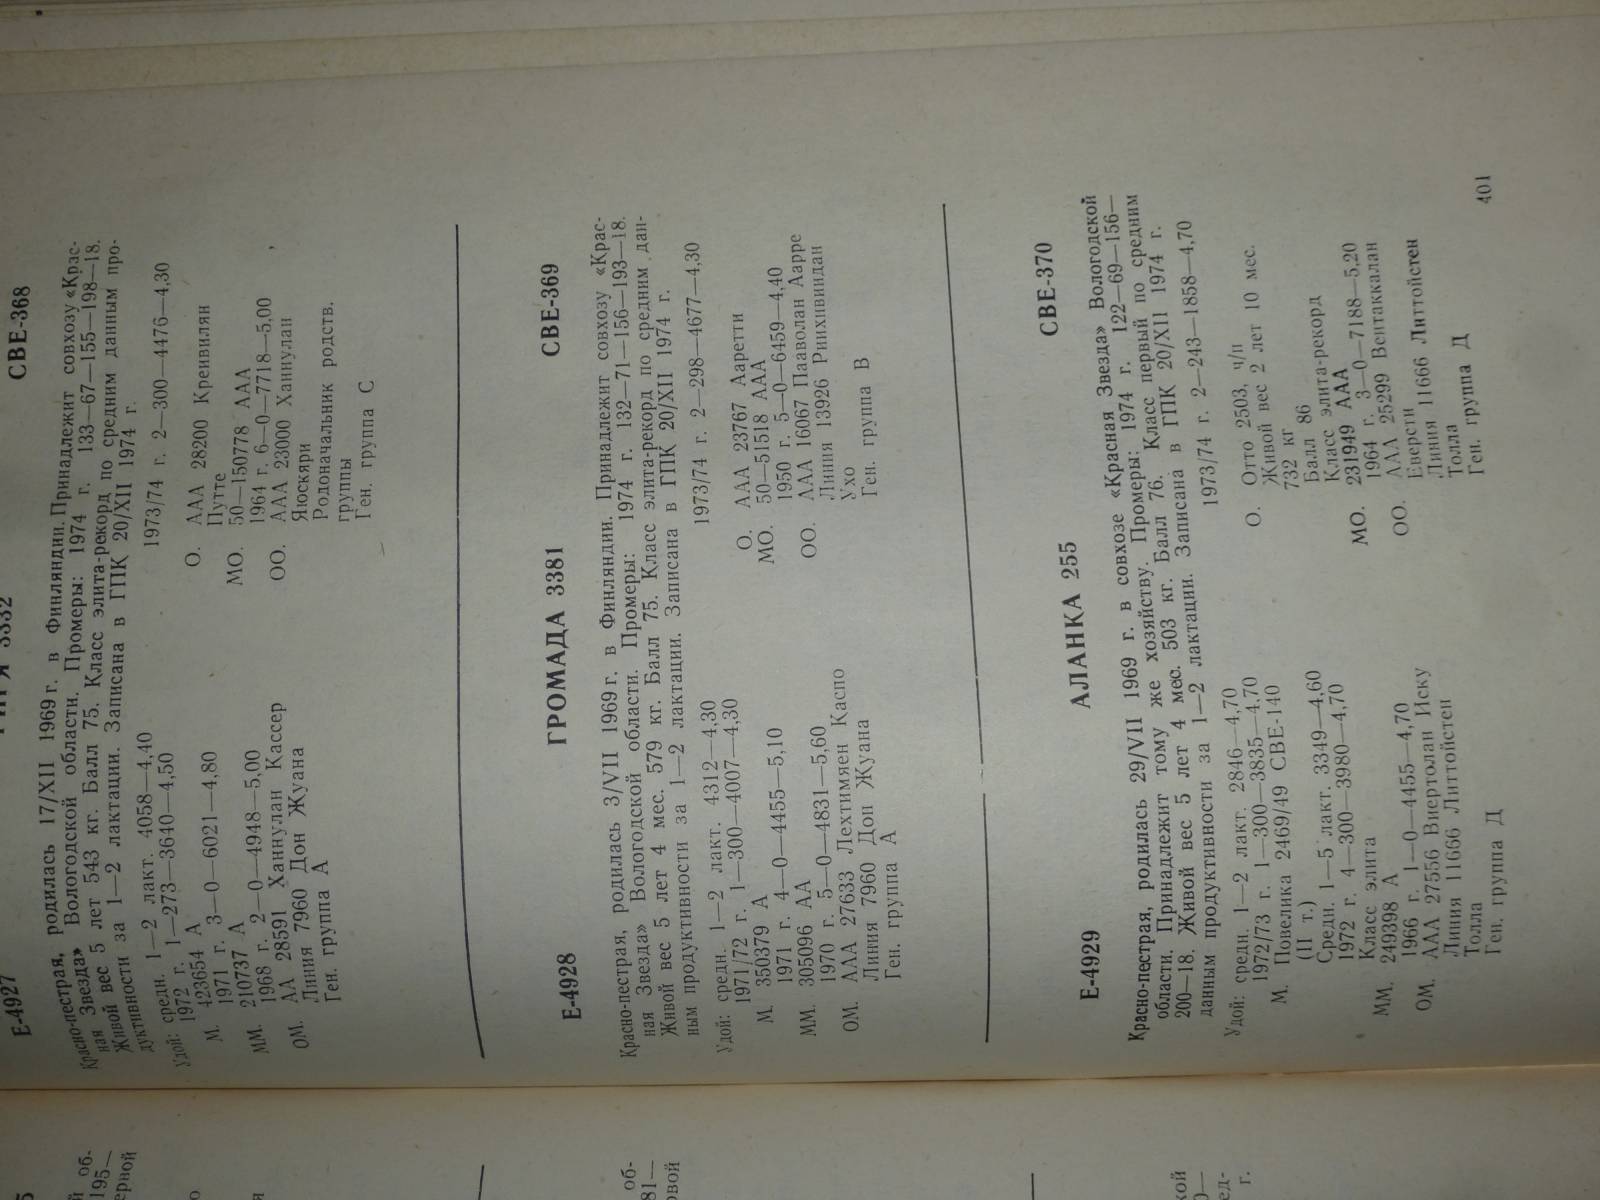 Е-4927 3332 СВЕ-368
Красно-пестрая, родилась 17/XII 1969 г. в Финляндии. Принадлежит совхозу «Крас-
ная Звезда» Вологодской области. Промеры: 1974 г. 133—67—155—198—18.
Живой вес 5 лет 543 кг. Балл 75. Класс элита-рекорд по средним данным про-
дуктивности за 1—2 лактации. Записана в ГПК 20/XII 1974 г.
Удой: средн. 1—2 лакт. 4058—4,40
1972 г. 1—273—3640—4,50
1973/74 г. 2—300—4476—4,30
М. 423654 А
1971 г. 3—0—6021—4,80
ММ. 210737 А
1968 г. 2—0—4948—5,00
ОМ. АА 28591 Ханнулан Кассер
Линия 7960 Дон Жуана
Ген. группа А
О. ААА 28200 Креивилян
Путте
МО. 50—150778 ААА
1964 г. 6—0—7718—5,00
ОО. ААА 23000 Ханнулан
Яюскяри
Родоначальник родств.
группы
Ген. группа С
Е-4928 ГРОМАДА 3381 СВЕ-369
Красно-пестрая, родилась 3/VII 1969 г. в Финляндии. Принадлежит совхозу «Крас-
ная Звезда» Вологодской области. Промеры: 1974 г. 132—71—156—193—18.
Живой вес 5 лет 4 мес. 579 кг. Балл 75. Класс элита-рекорд по средним дан-
ным продуктивности за 1—2 лактации. Записана в ГПК 20/XII 1974 г.
Удой: средн. 1—2 лакт. 4312—4,30
1971/72 г. 1—300—4007—4,30
1973/74 г. 2—298—4677—4,30
М. 350379 А
1971 г. 4—0—4455—5,10
ММ. 305096 АА
1970 г. 5—0—4831—5,60
ОМ. ААА 27633 Лехтимяен Каспо
Линия 7960 Дон Жуана
Ген. группа А
О. ААА 23767 Ааретти
МО. 50—51518 ААА
1950 г. 5—0—6459—4,40
ОО. ААА 16067 Пааволан Аарре
Линия 13926 Риихивиидан
Ухо
Ген. группа В
Е-4929 АЛАНКА 255 СВЕ-370
Красно-пестрая, родилась 29/VII 1969 г. в совхозе «Красная Звезда» Вологодской
области. Принадлежит тому же хозяйству. Промеры: 1974 г. 122—69—156—
200—18. Живой вес 5 лет 4 мес. 503 кг. Балл 76. Класс первый по средним
данным продуктивности за 1—2 лактации. Записана в ГПК 20/XII 1974 г.
Удой: средн. 1—2 лакт. 2846—4,70
1972/73 г. 1—300—3835—4,70
1973/74 г. 2—243—1858—4,70
М. Повелика 2469/49 СВЕ-140
(II т.)
Средн. 1—5 лакт. 3349—4,60
1972 г. 4—300—3980—4,70
Класс элита
ММ. 249398 А
1966 г. 1—0—4455—4,70
ОМ. ААА 27556 Виертолан Иску
Линия 11666 Литтойстен
Толла
Ген. группа Д
О. Отто 2503, ч/п
Живой вес 2 лет 10 мес.
732 кг
Балл 86
Класс элита-рекорд
МО. 231949 ААА
1964 г. 3—0—7188—5,20
ОО. ААА 25299 Вентаккалан
Еверсти
Линия 11666 Литтойстен
Толла
Ген. группа Д
401